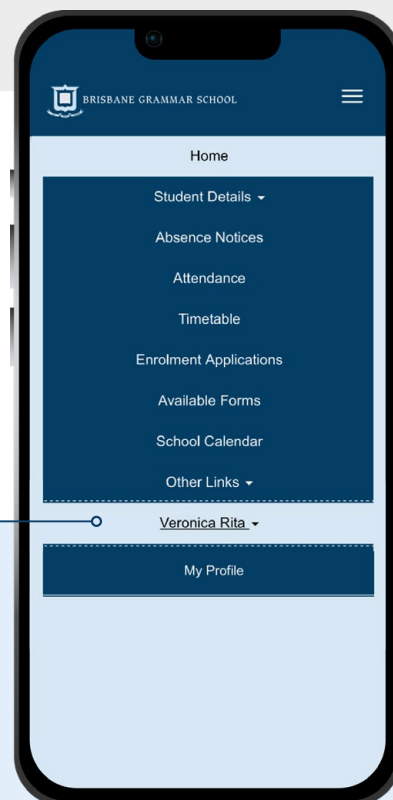 BRISBANE GRAMMAR SCHOOL
Home
Student Details
Absence Notices
Attendance
Timetable
Enrolment Applications
Available Forms
School Calendar
Other Links
Veronica Rita
My Profile